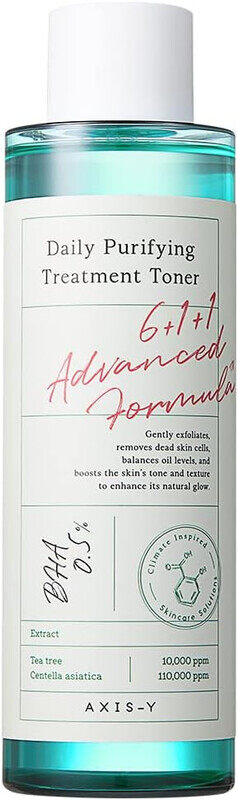 Daily Purifying
Treatment Toner
6+1+1
Advanced
Formula
Gently exfoliates,
removes dead skin cells,
balances oil levels, and
boosts the skin's tone and texture
to enhance its natural glow.
BHA
0.5%
Climate Inspired
Skincare Solutions
OH
Extract
Tea tree 10,000 ppm
Centella asiatica 110,000 ppm
AXIS-Y